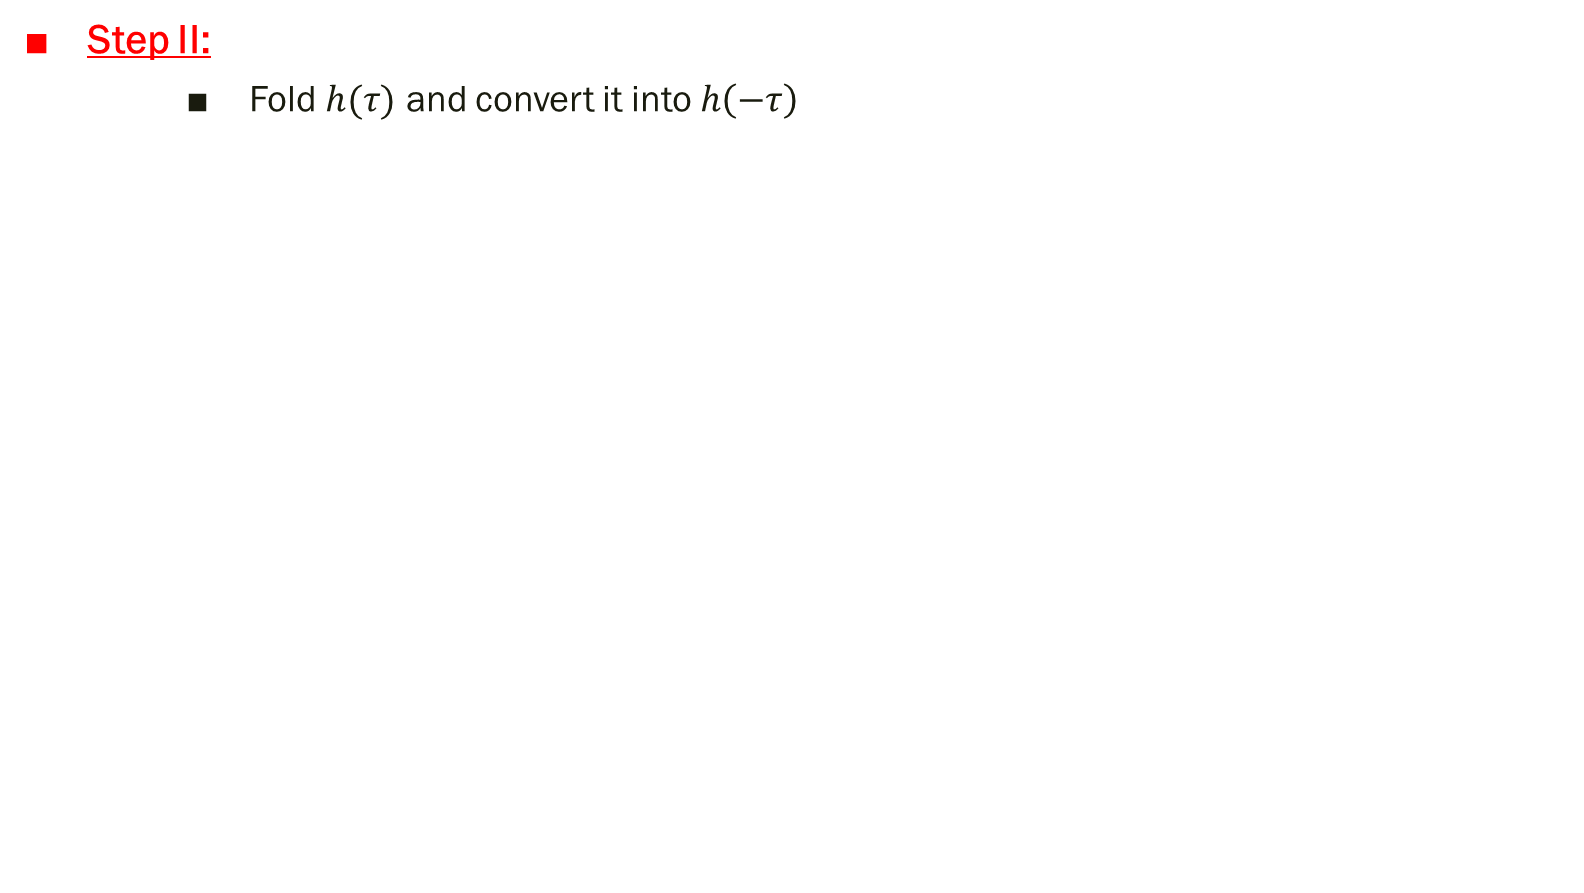 ■ Step II:
■ Fold ℎ(𝜏) and convert it into ℎ(−𝜏)